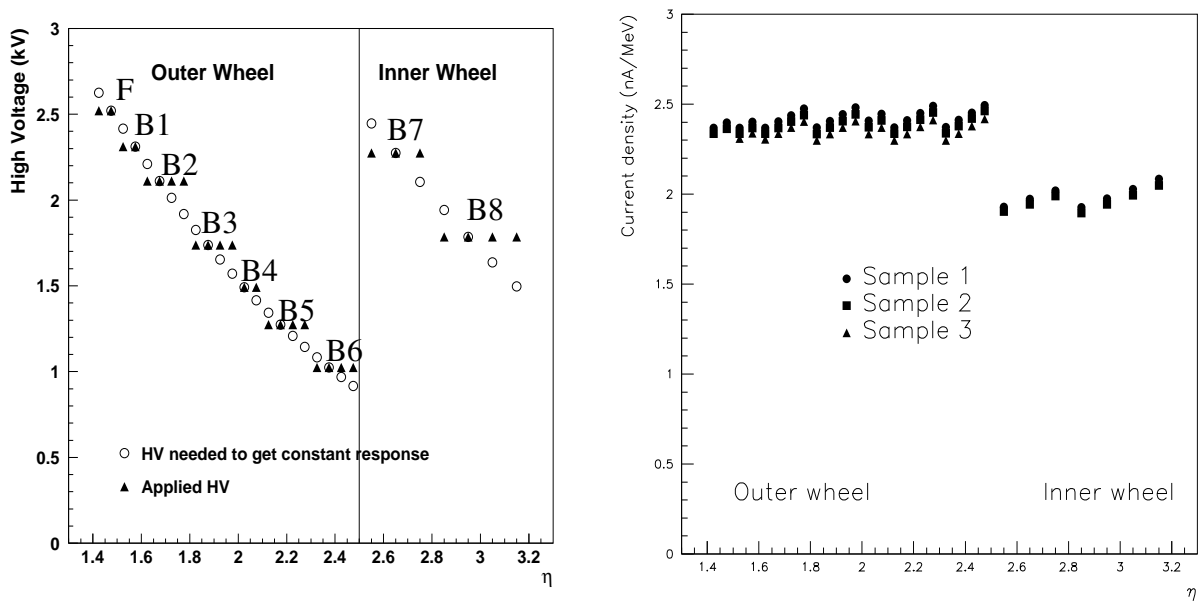 High Voltage (kV)
3
2.5
2
1.5
1
0.5
0
Outer Wheel
Inner Wheel
F
B1
B2
B3
B4
B5
B6
B7
B8
HV needed to get constant response
Applied HV
1.4 1.6 1.8 2 2.2 2.4 2.6 2.8 3 3.2
η
Current density (nA/MeV)
3
2.5
2
1.5
1
0.5
0
Sample 1
Sample 2
Sample 3
Outer wheel
Inner wheel
1.4 1.6 1.8 2 2.2 2.4 2.6 2.8 3 3.2
η